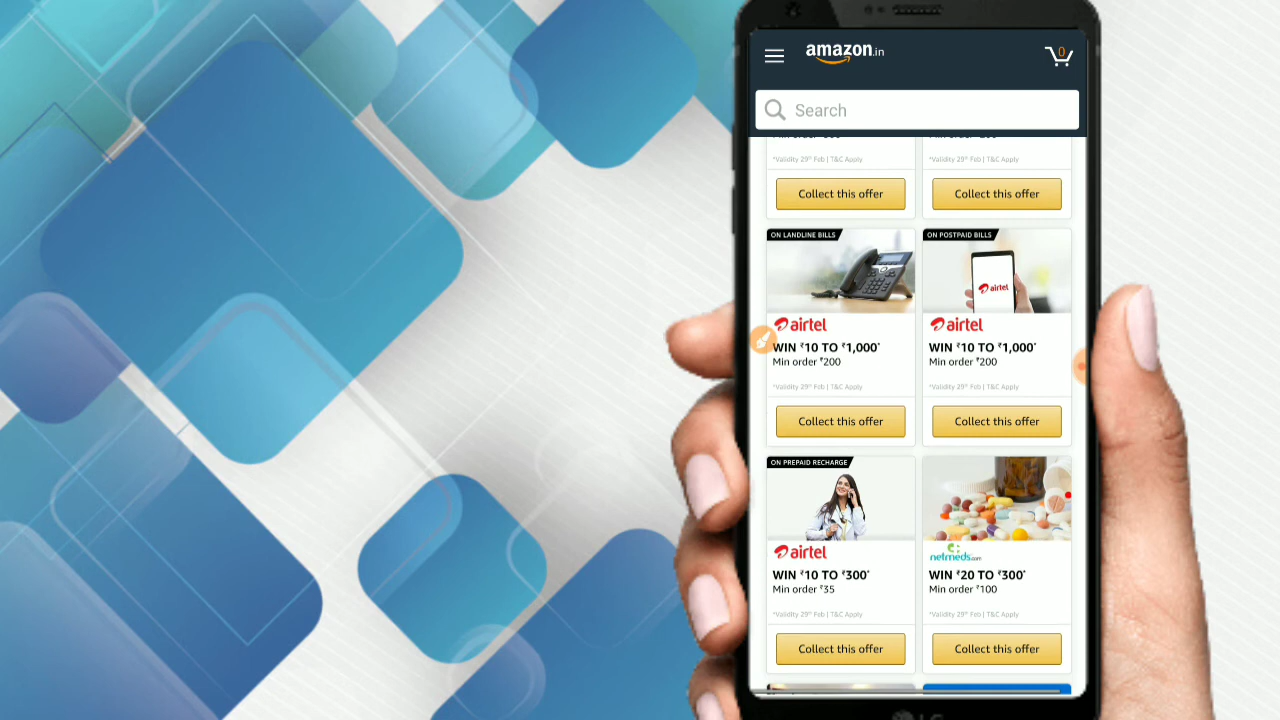 amazon.in
0
Search
*Validity 29th Feb | T&C Apply
*Validity 29th Feb | T&C Apply
Collect this offer
Collect this offer
ON LANDLINE BILLS
ON POSTPAID BILLS
airtel
airtel
airtel
WIN ₹10 TO ₹1,000*
WIN ₹10 TO ₹1,000*
Min order ₹200
Min order ₹200
*Validity 29th Feb | T&C Apply
*Validity 29th Feb | T&C Apply
Collect this offer
Collect this offer
ON PREPAID RECHARGE
airtel
netmeds.com
WIN ₹10 TO ₹300*
WIN ₹20 TO ₹300*
Min order ₹35
Min order ₹100
*Validity 29th Feb | T&C Apply
*Validity 29th Feb | T&C Apply
Collect this offer
Collect this offer